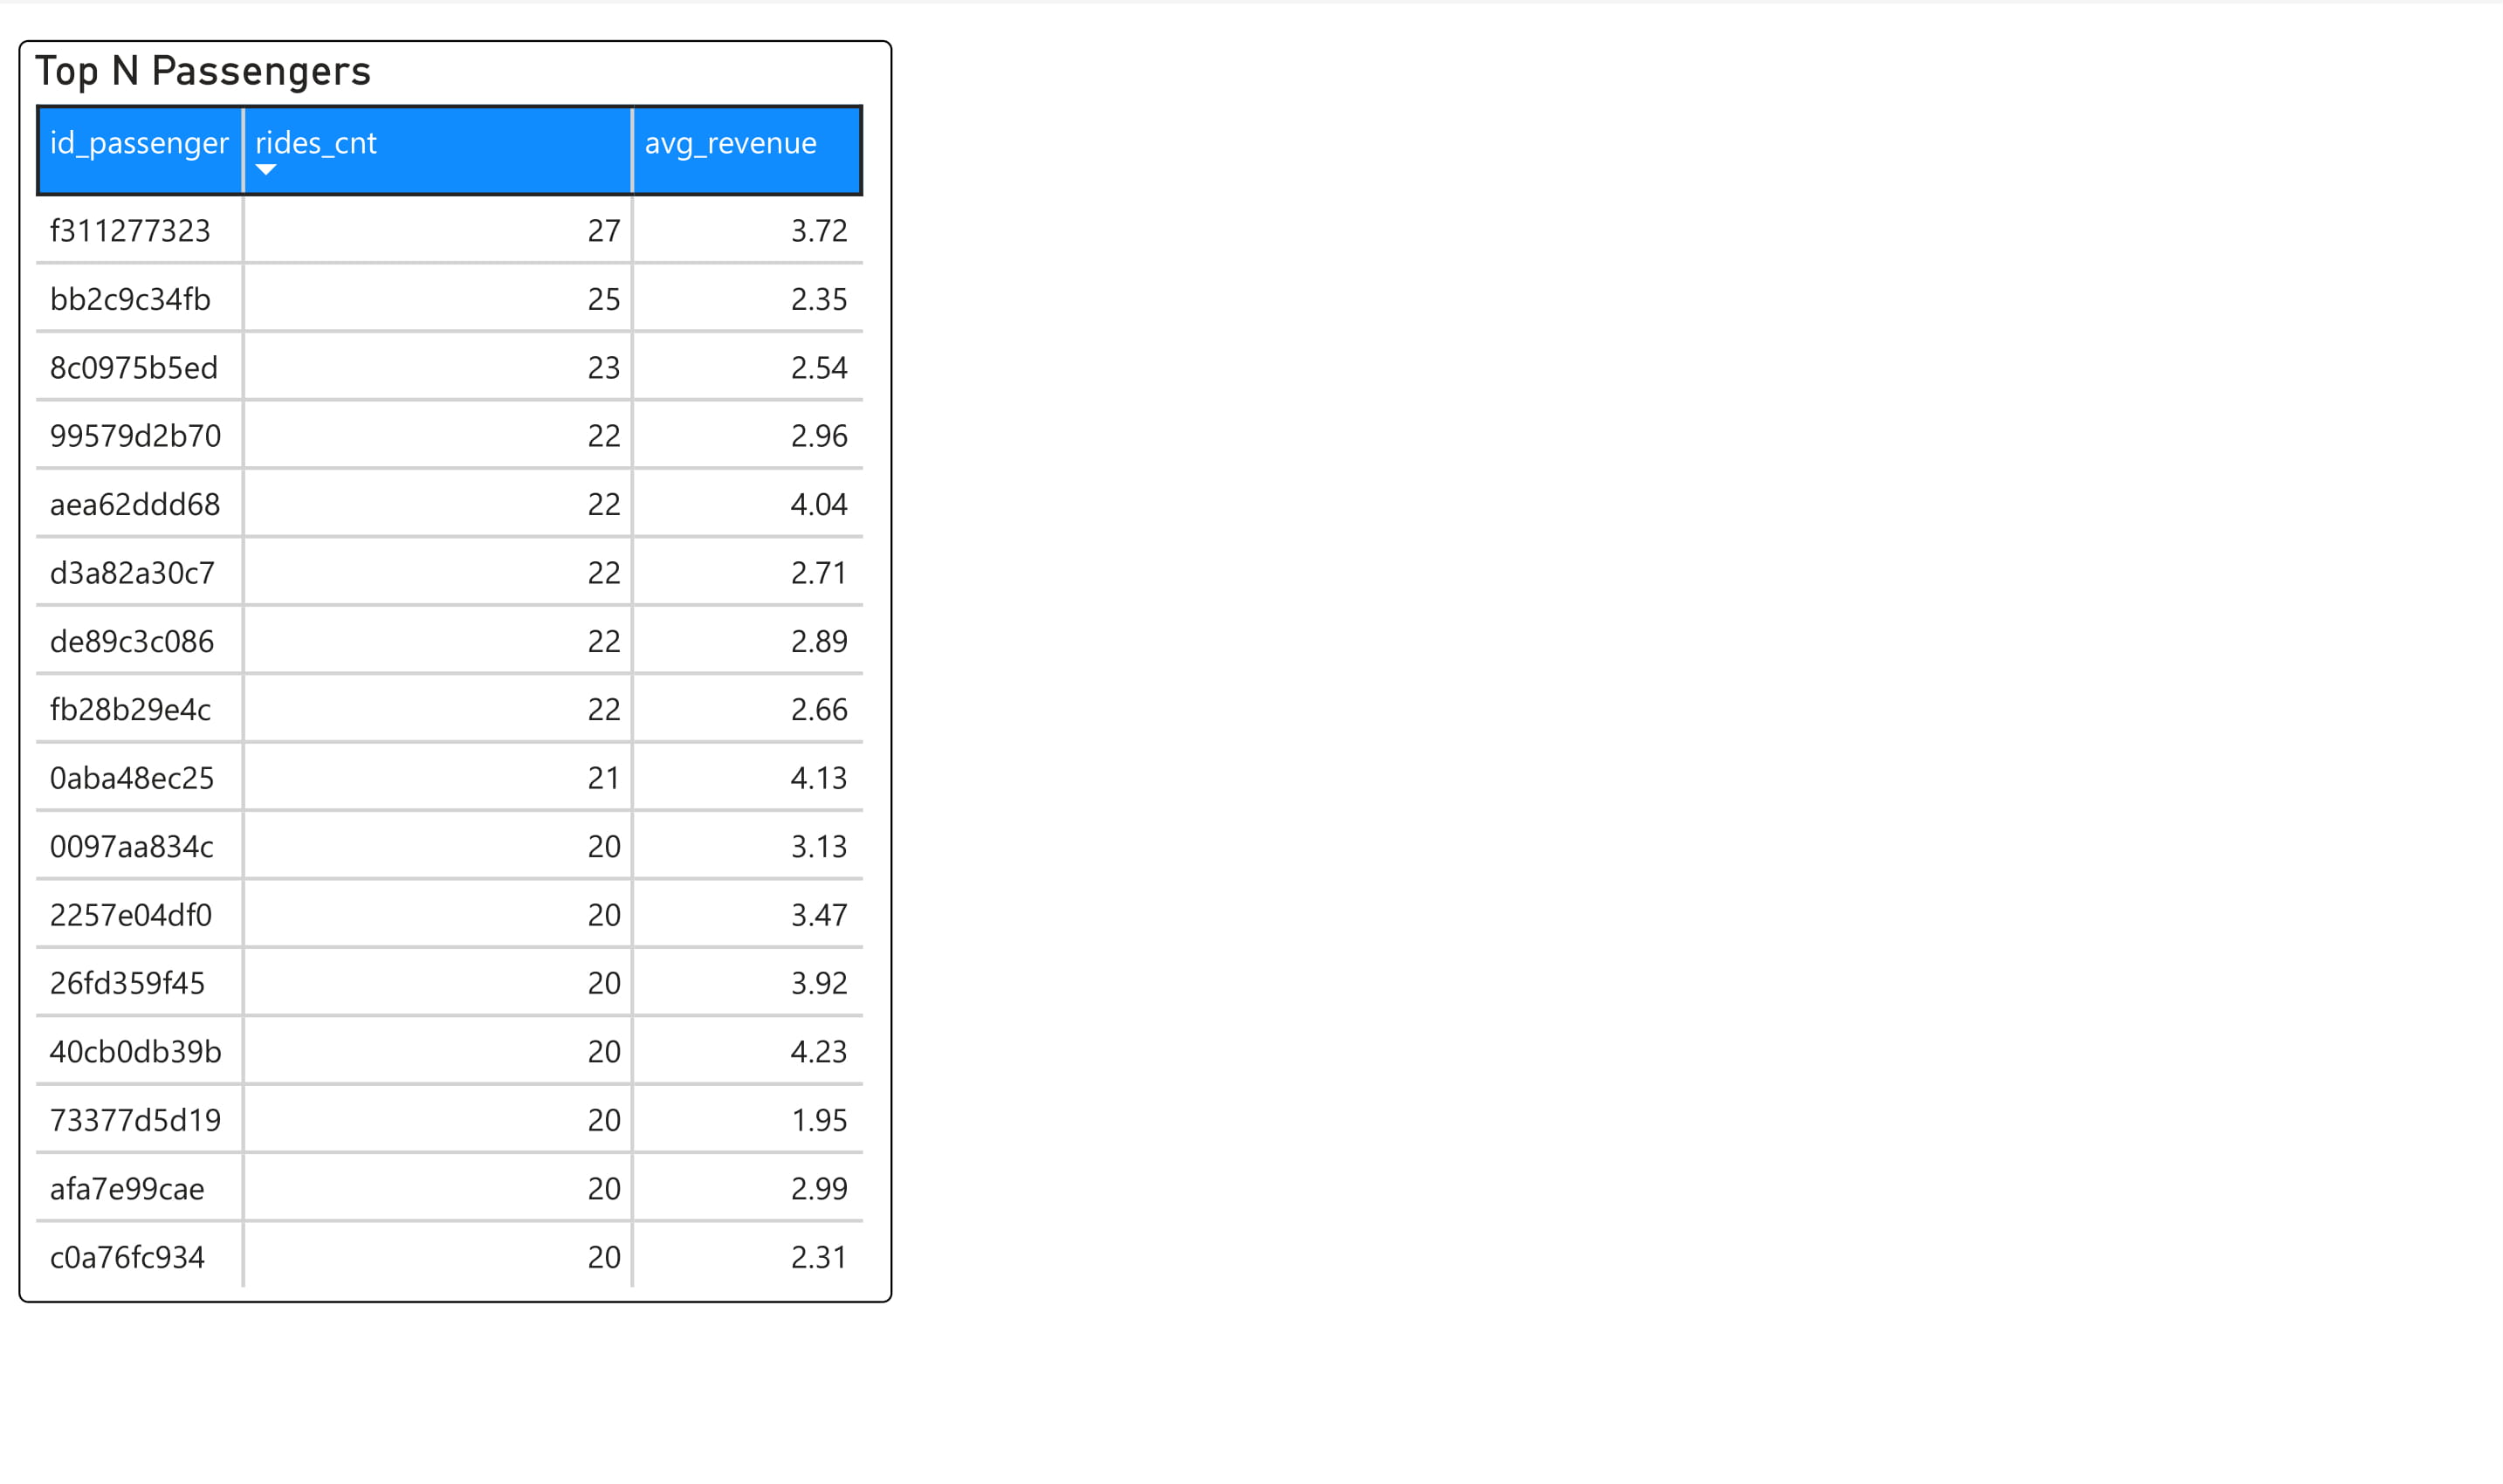 Top N Passengers
id_passenger rides_cnt avg_revenue
f311277323 27 3.72
bb2c9c34fb 25 2.35
8c0975b5ed 23 2.54
99579d2b70 22 2.96
aea62ddd68 22 4.04
d3a82a30c7 22 2.71
de89c3c086 22 2.89
fb28b29e4c 22 2.66
0aba48ec25 21 4.13
0097aa834c 20 3.13
2257e04df0 20 3.47
26fd359f45 20 3.92
40cb0db39b 20 4.23
73377d5d19 20 1.95
afa7e99cae 20 2.99
c0a76fc934 20 2.31